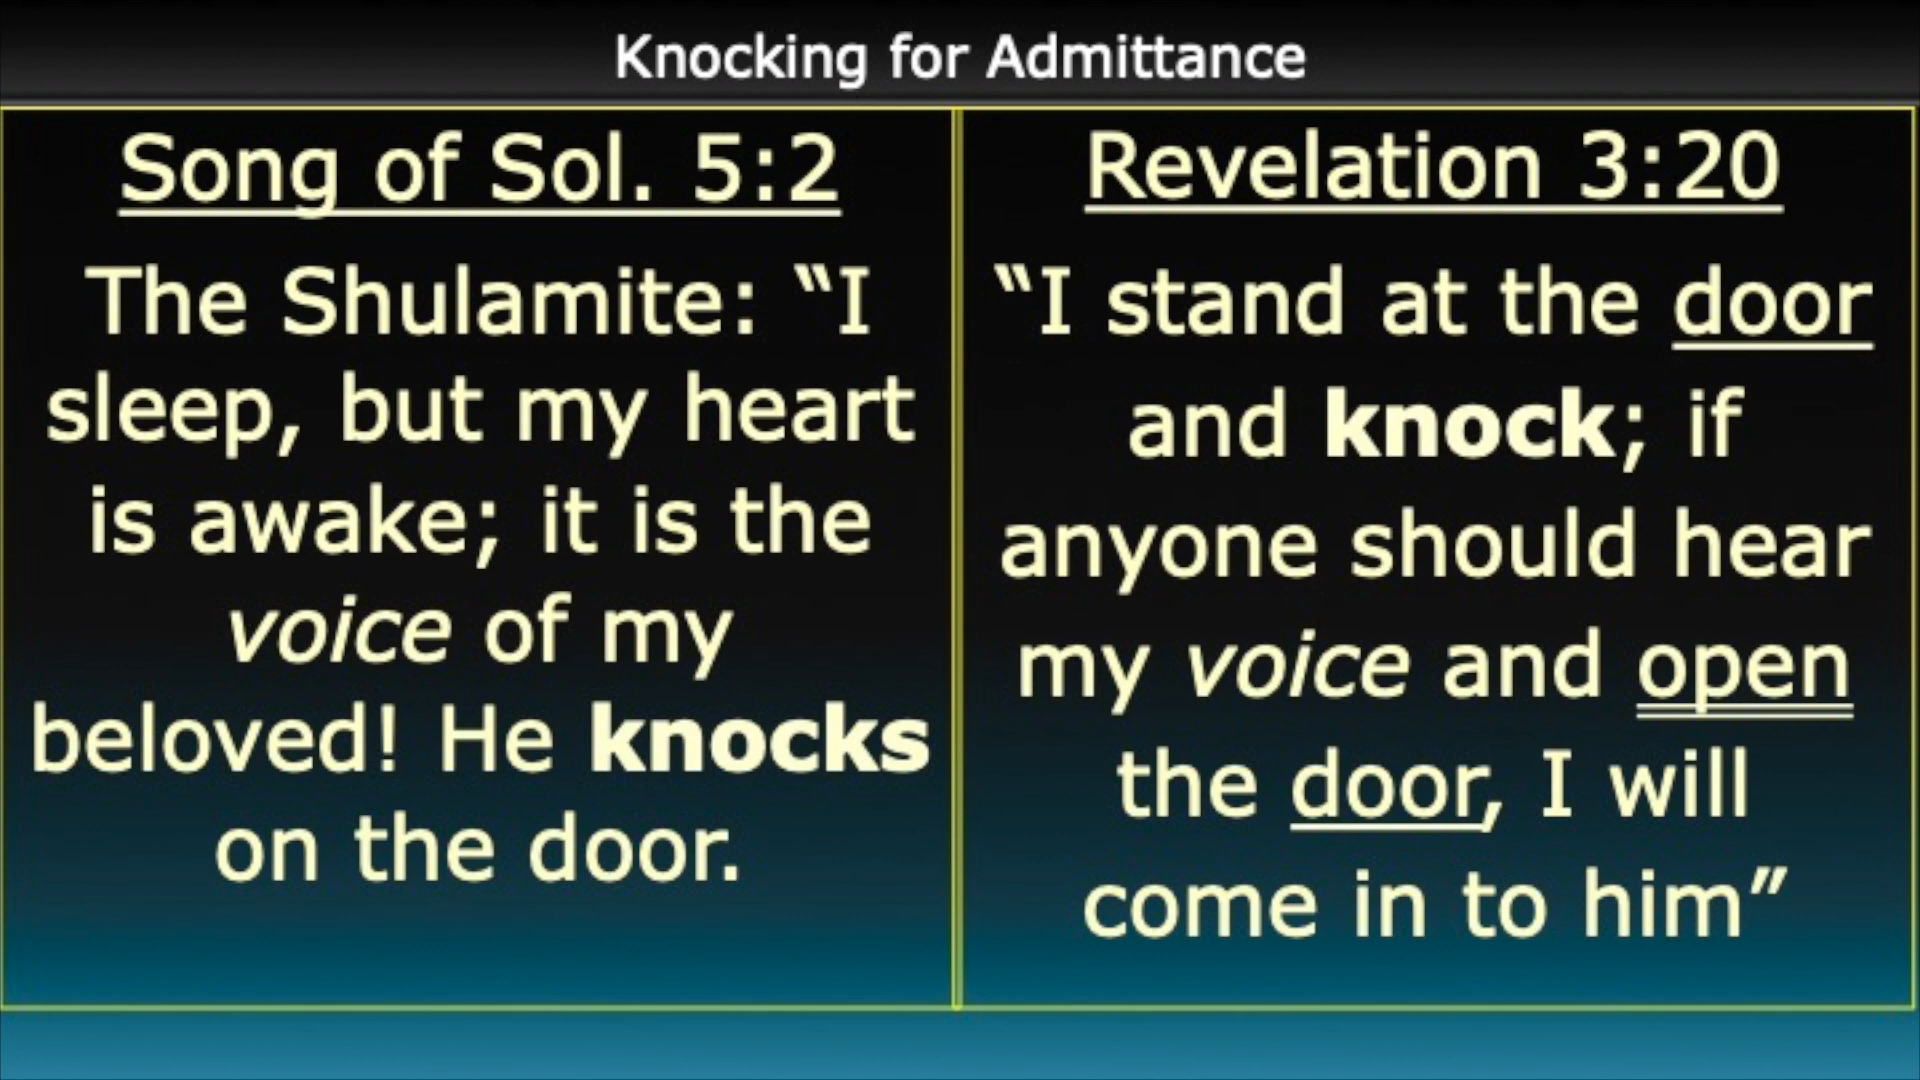 Knocking for Admittance
Song of Sol. 5:2
The Shulamite: “I
sleep, but my heart
is awake; it is the
voice of my
beloved! He knocks
on the door.
Revelation 3:20
“I stand at the door
and knock; if
anyone should hear
my voice and open
the door, I will
come in to him”